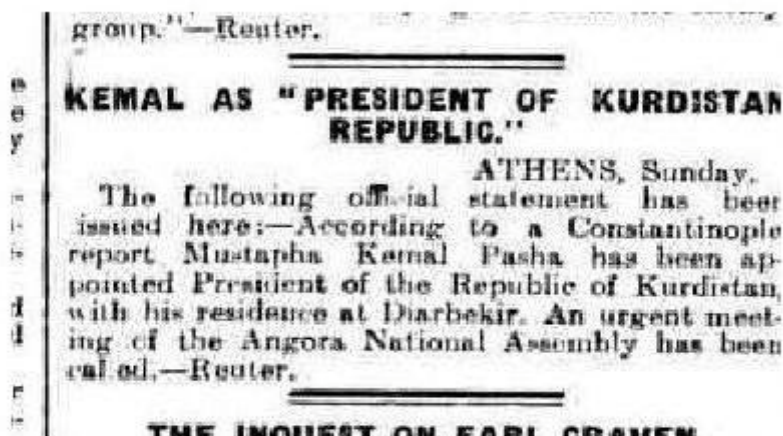 group."—Reuter.
KEMAL AS "PRESIDENT OF KURDISTAN
REPUBLIC."
ATHENS, Sunday.
The following official statement has been
issued here:—According to a Constantinople
report Mustapha Kemal Pasha has been ap-
pointed President of the Republic of Kurdistan,
with his residence at Diarbekir. An urgent meet-
ing of the Angora National Assembly has been
called.—Reuter.
THE INQUEST ON EARL CRAVEN